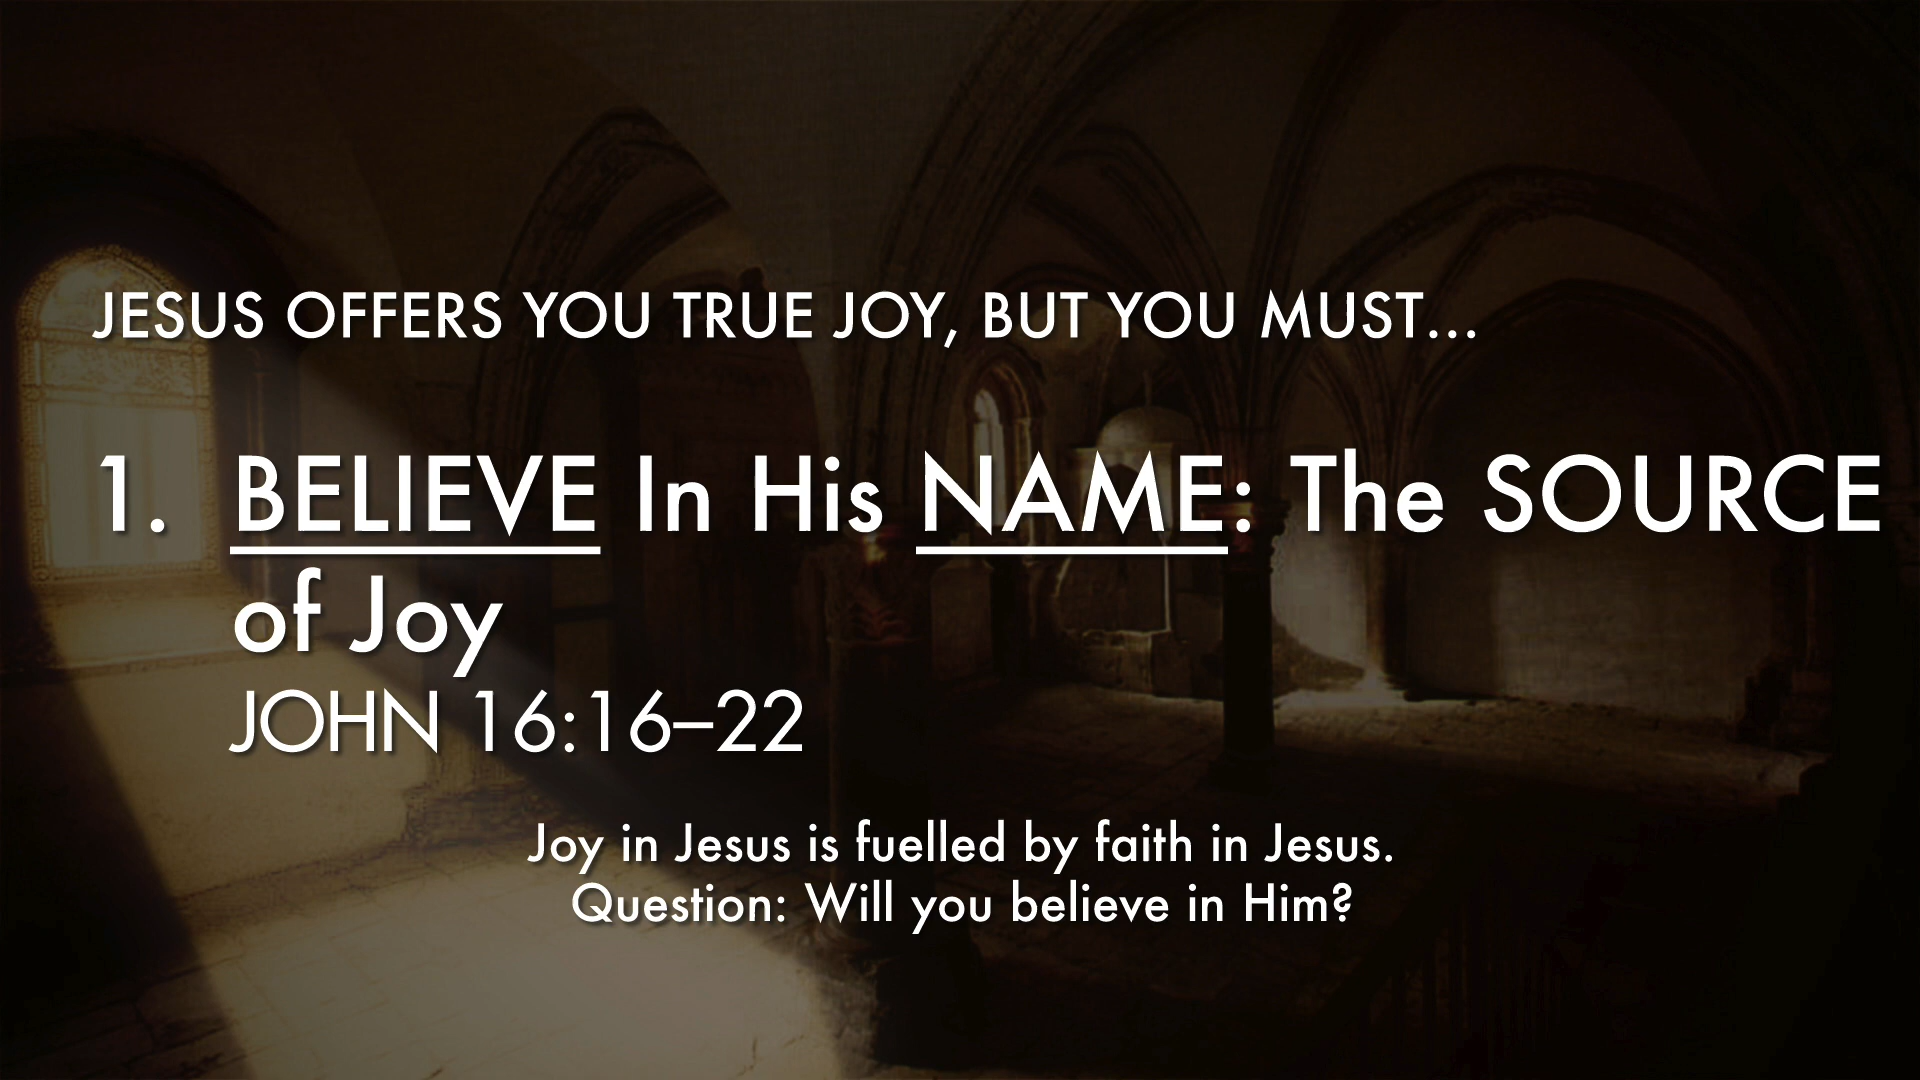 JESUS OFFERS YOU TRUE JOY, BUT YOU MUST...
1. BELIEVE In His NAME: The SOURCE
of Joy
JOHN 16:16–22
Joy in Jesus is fuelled by faith in Jesus.
Question: Will you believe in Him?